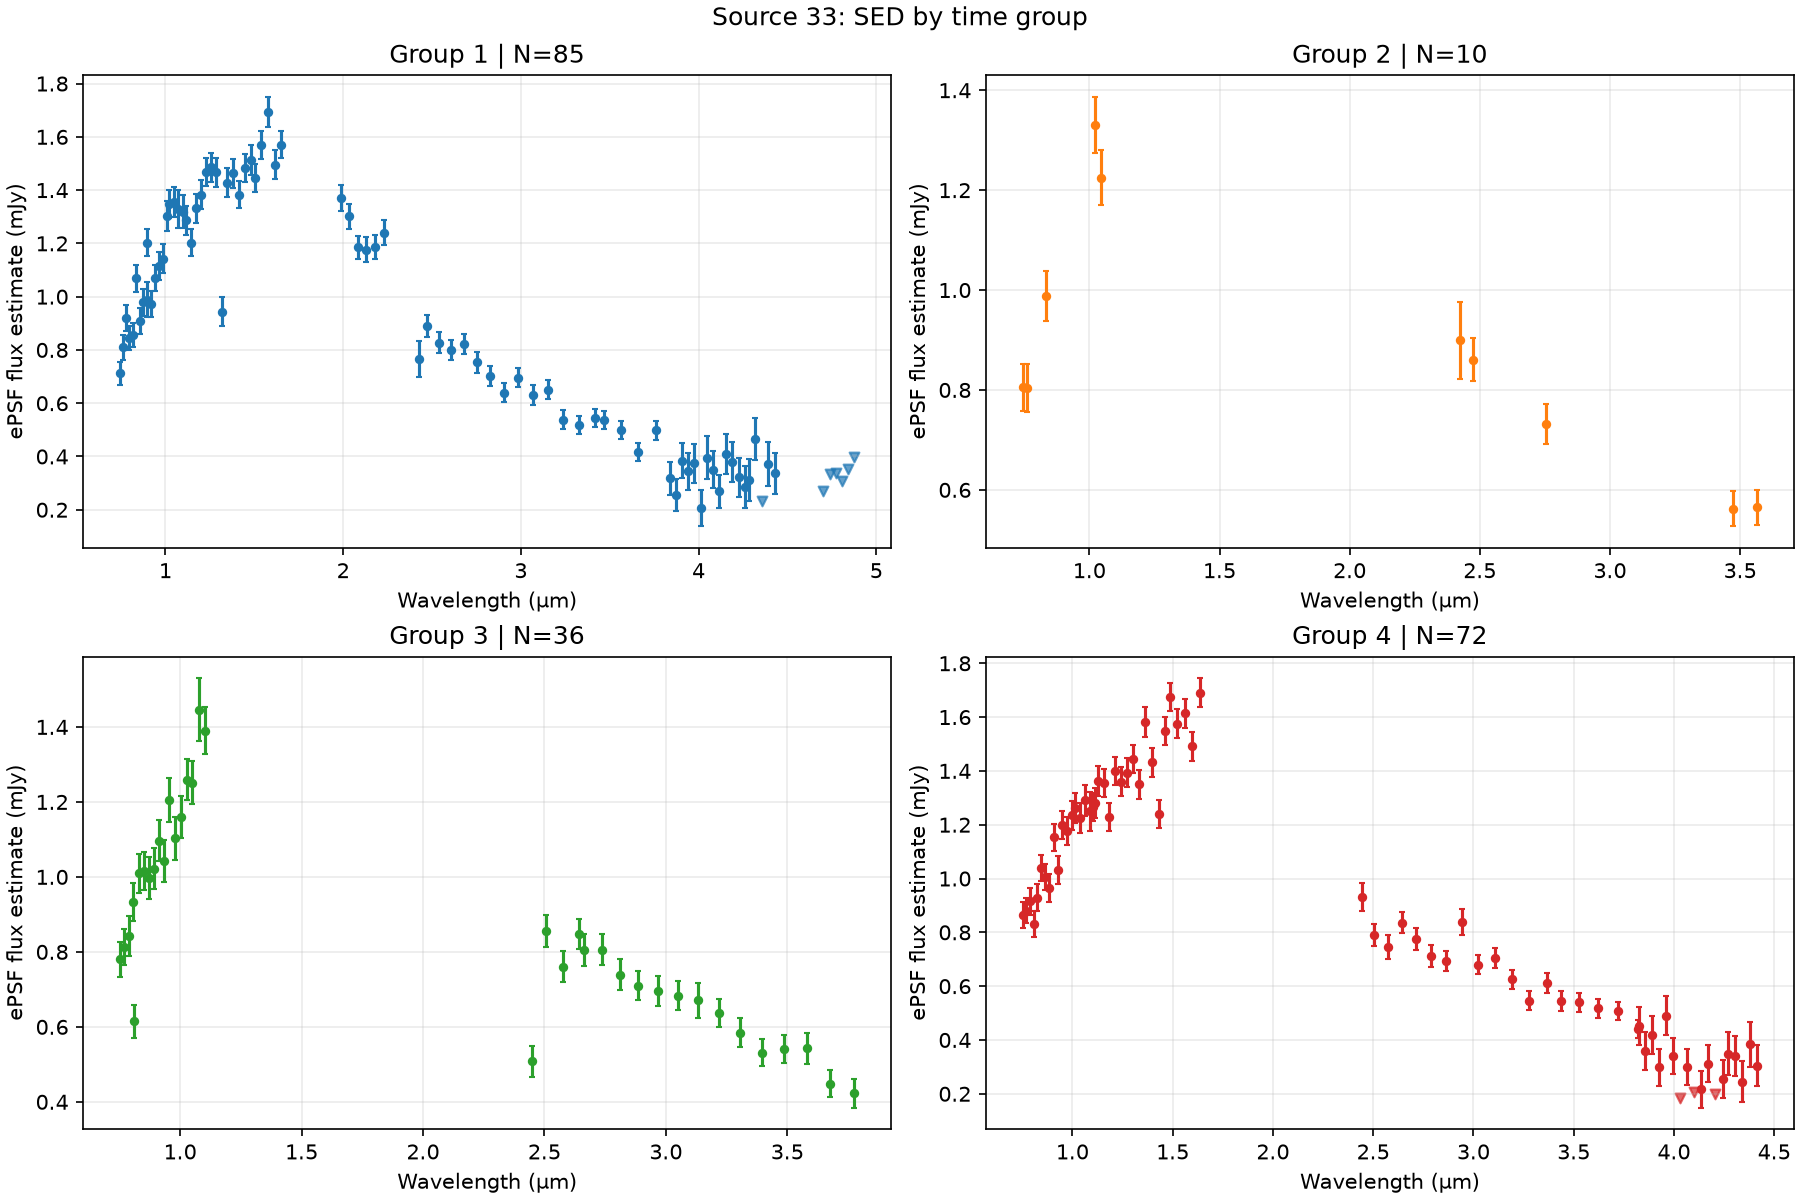 Source 33: SED by time group
Group 1 | N=85
1.8
1.6
1.4
1.2
1.0
0.8
0.6
0.4
0.2
ePSF flux estimate (mJy)
1 2 3 4 5
Wavelength (μm)
Group 2 | N=10
1.4
1.2
1.0
0.8
0.6
ePSF flux estimate (mJy)
1.0 1.5 2.0 2.5 3.0 3.5
Wavelength (μm)
Group 3 | N=36
1.4
1.2
1.0
0.8
0.6
0.4
ePSF flux estimate (mJy)
1.0 1.5 2.0 2.5 3.0 3.5
Wavelength (μm)
Group 4 | N=72
1.8
1.6
1.4
1.2
1.0
0.8
0.6
0.4
0.2
ePSF flux estimate (mJy)
1.0 1.5 2.0 2.5 3.0 3.5 4.0 4.5
Wavelength (μm)